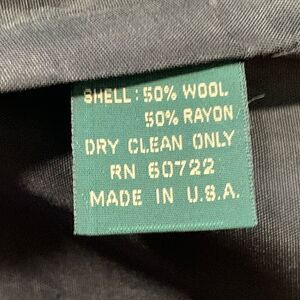 SHELL: 50% WOOL
50% RAYON
DRY CLEAN ONLY
RN 60722
MADE IN U.S.A.